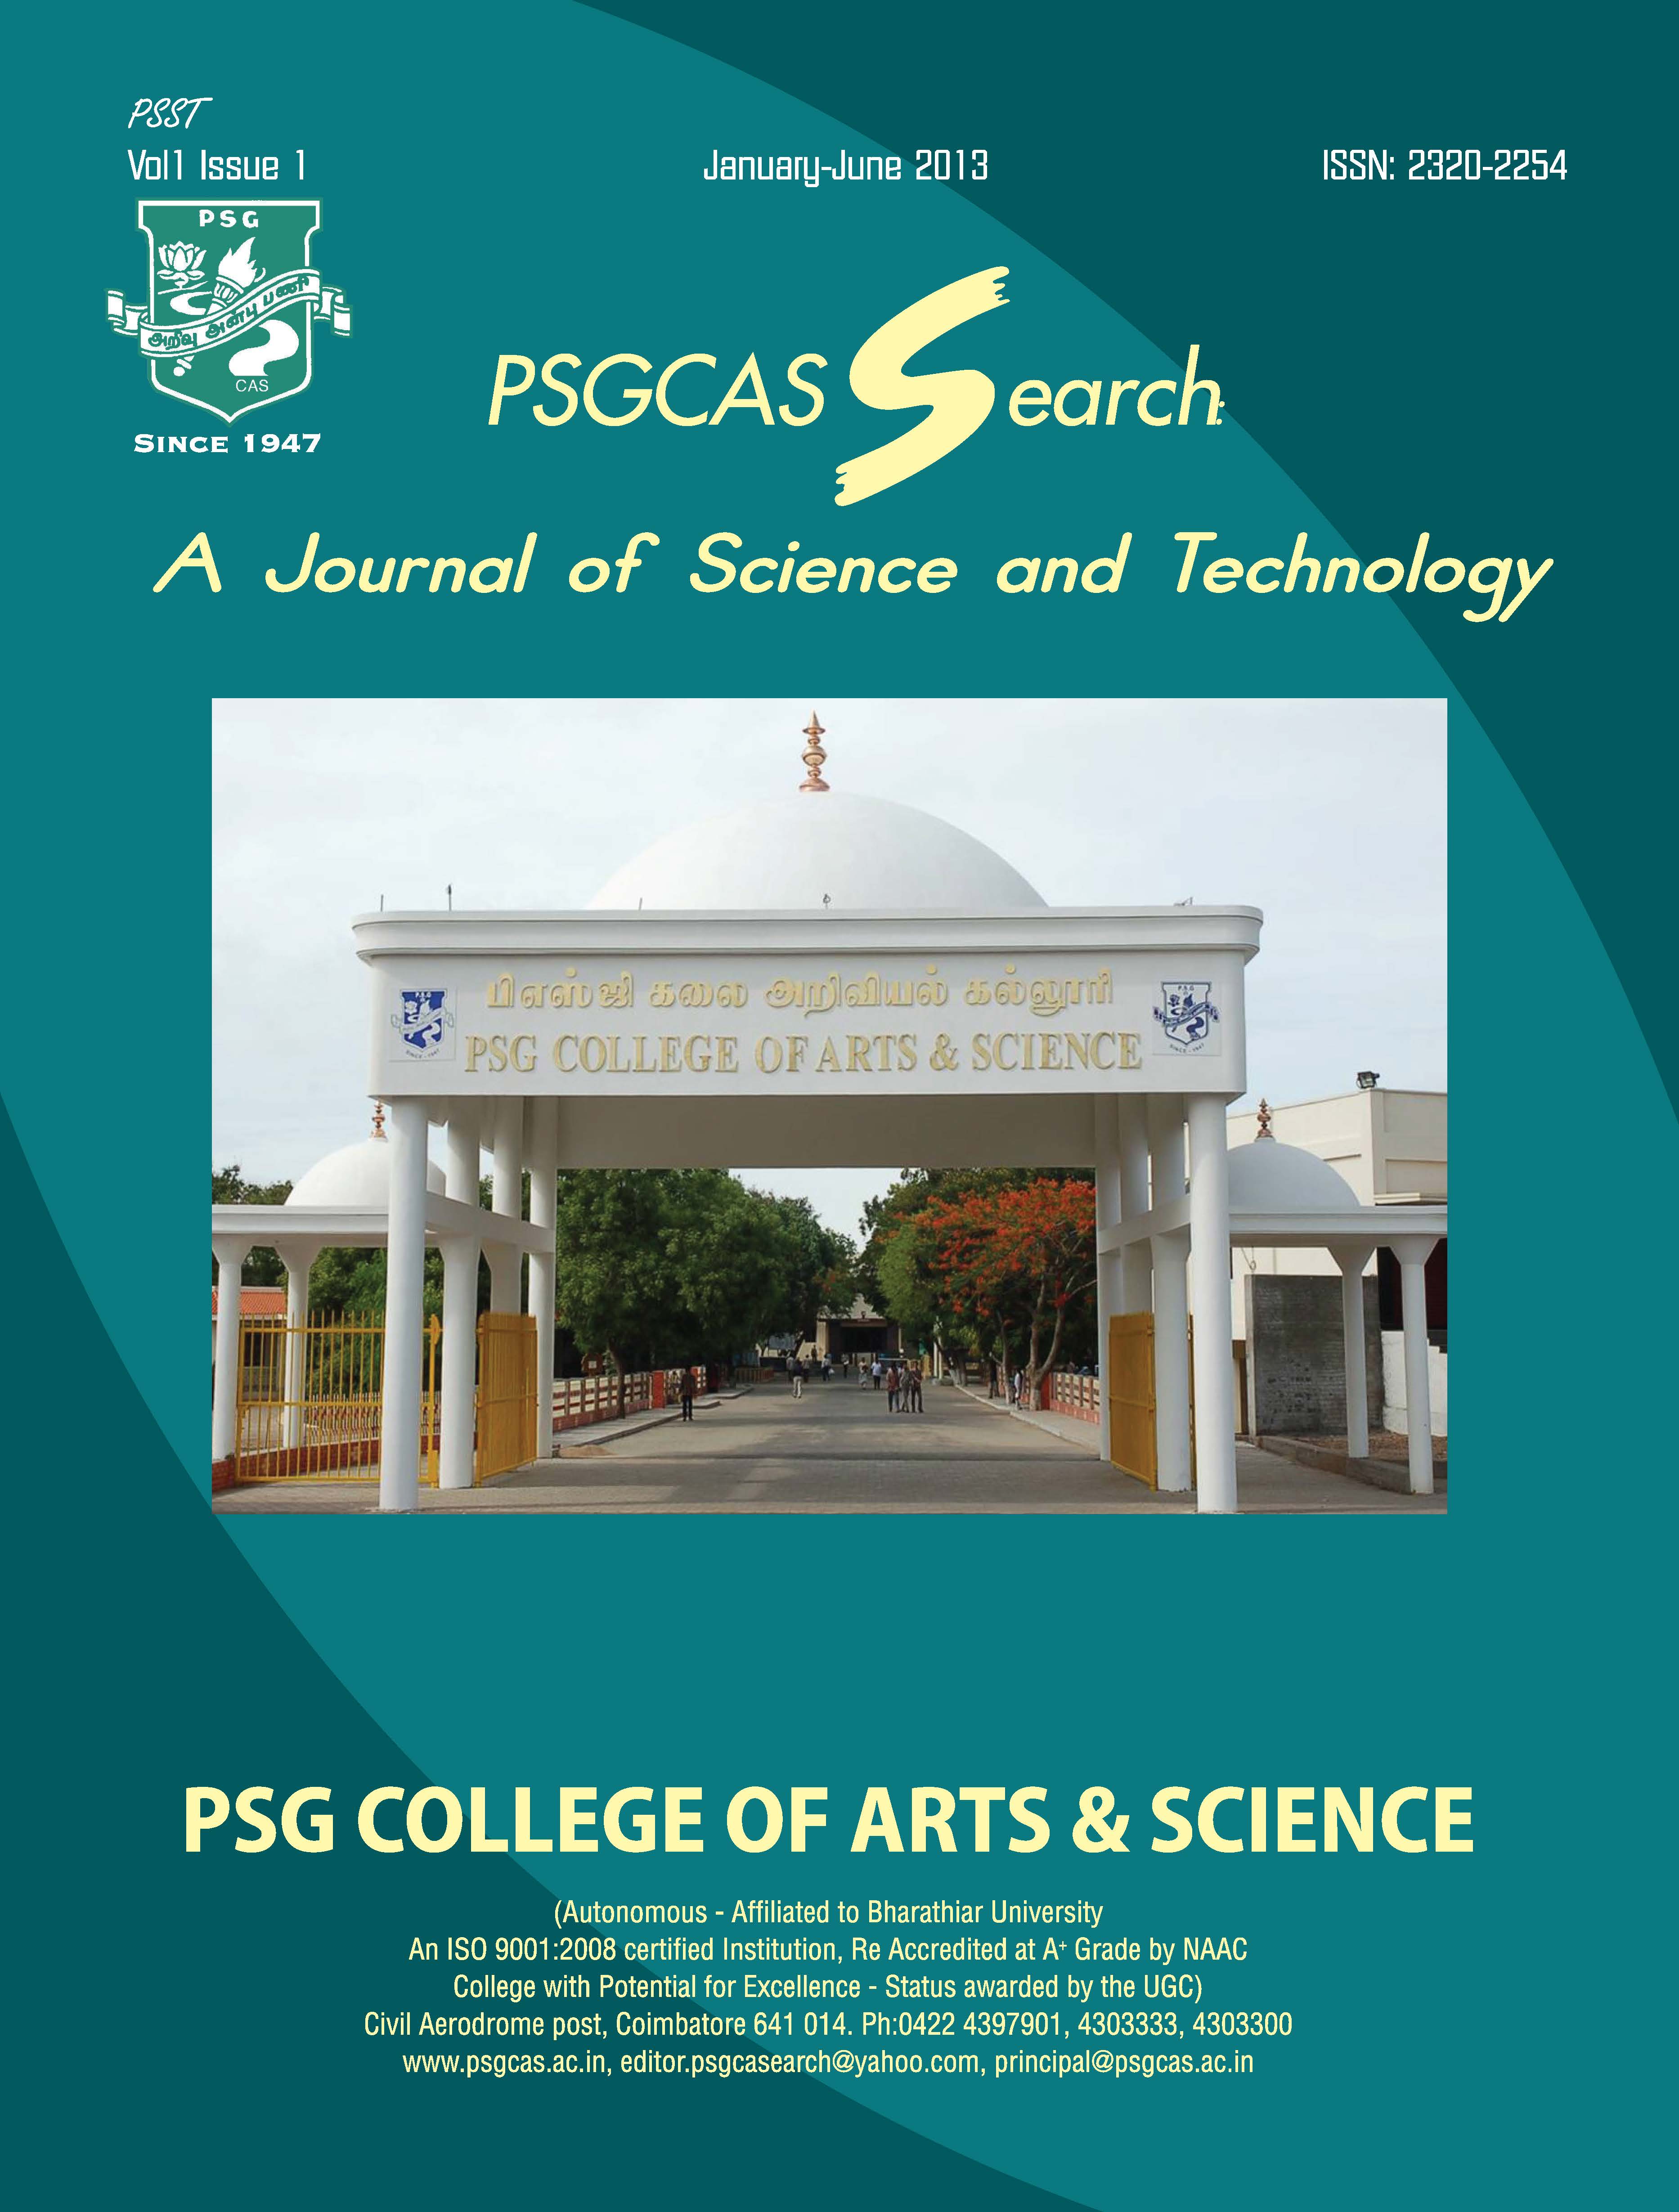 PSST
Vol1 Issue 1
January-June 2013
ISSN: 2320-2254
PSG
அறிவு அன்பு பணி
CAS
SINCE 1947
PSGCAS Search:
A Journal of Science and Technology
பிஎஸ்ஜி கலை அறிவியல் கல்லூரி
PSG COLLEGE OF ARTS & SCIENCE
PSG COLLEGE OF ARTS & SCIENCE
(Autonomous - Affiliated to Bharathiar University
An ISO 9001:2008 certified Institution, Re Accredited at A+ Grade by NAAC
College with Potential for Excellence - Status awarded by the UGC)
Civil Aerodrome post, Coimbatore 641 014. Ph:0422 4397901, 4303333, 4303300
www.psgcas.ac.in, editor.psgcasearch@yahoo.com, principal@psgcas.ac.in